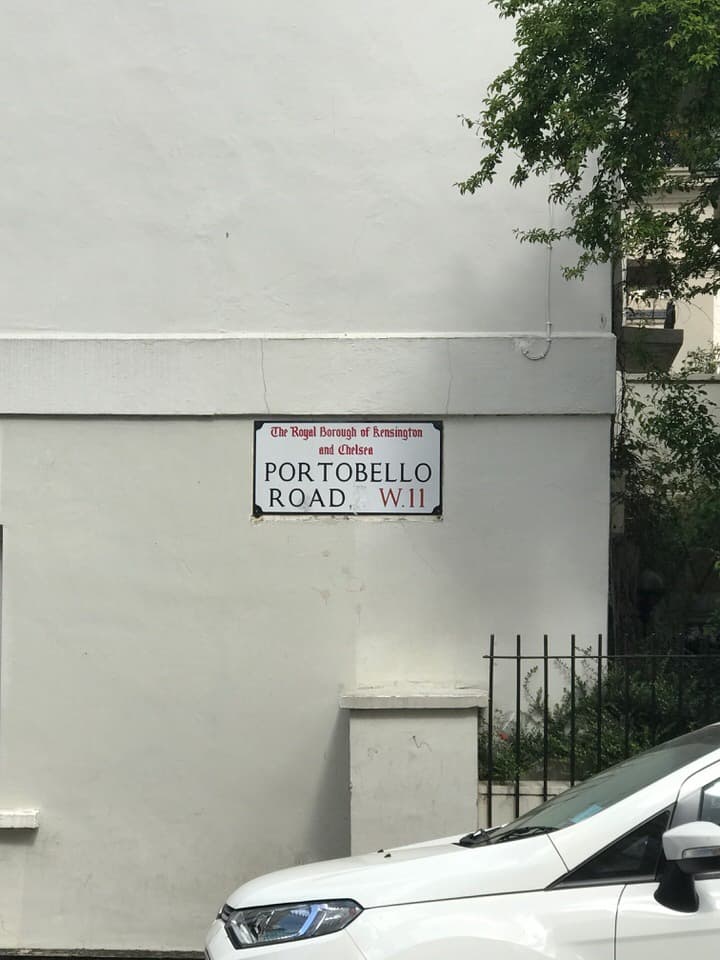 The Royal Borough of Kensington
and Chelsea
PORTOBELLO
ROAD, W.11